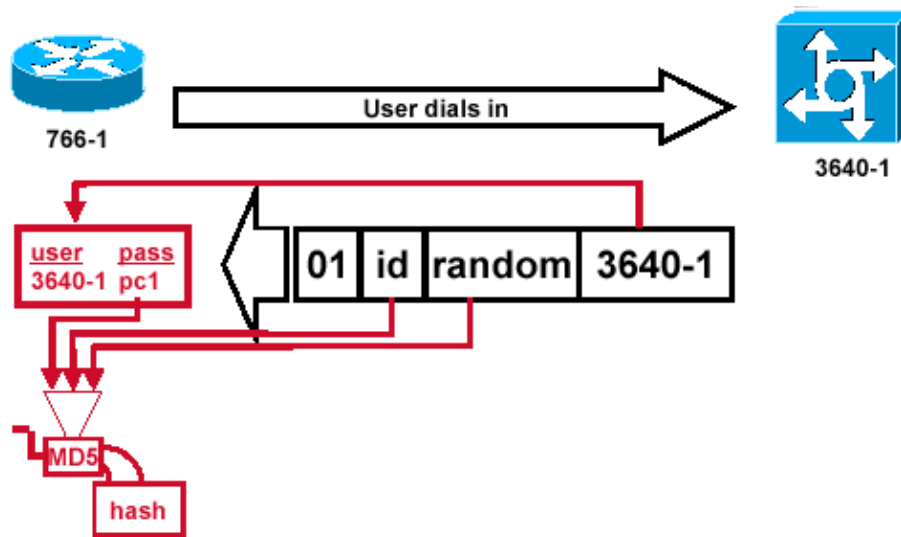 User dials in
766-1
3640-1
user pass
3640-1 pc1
01 id random 3640-1
MD5
hash